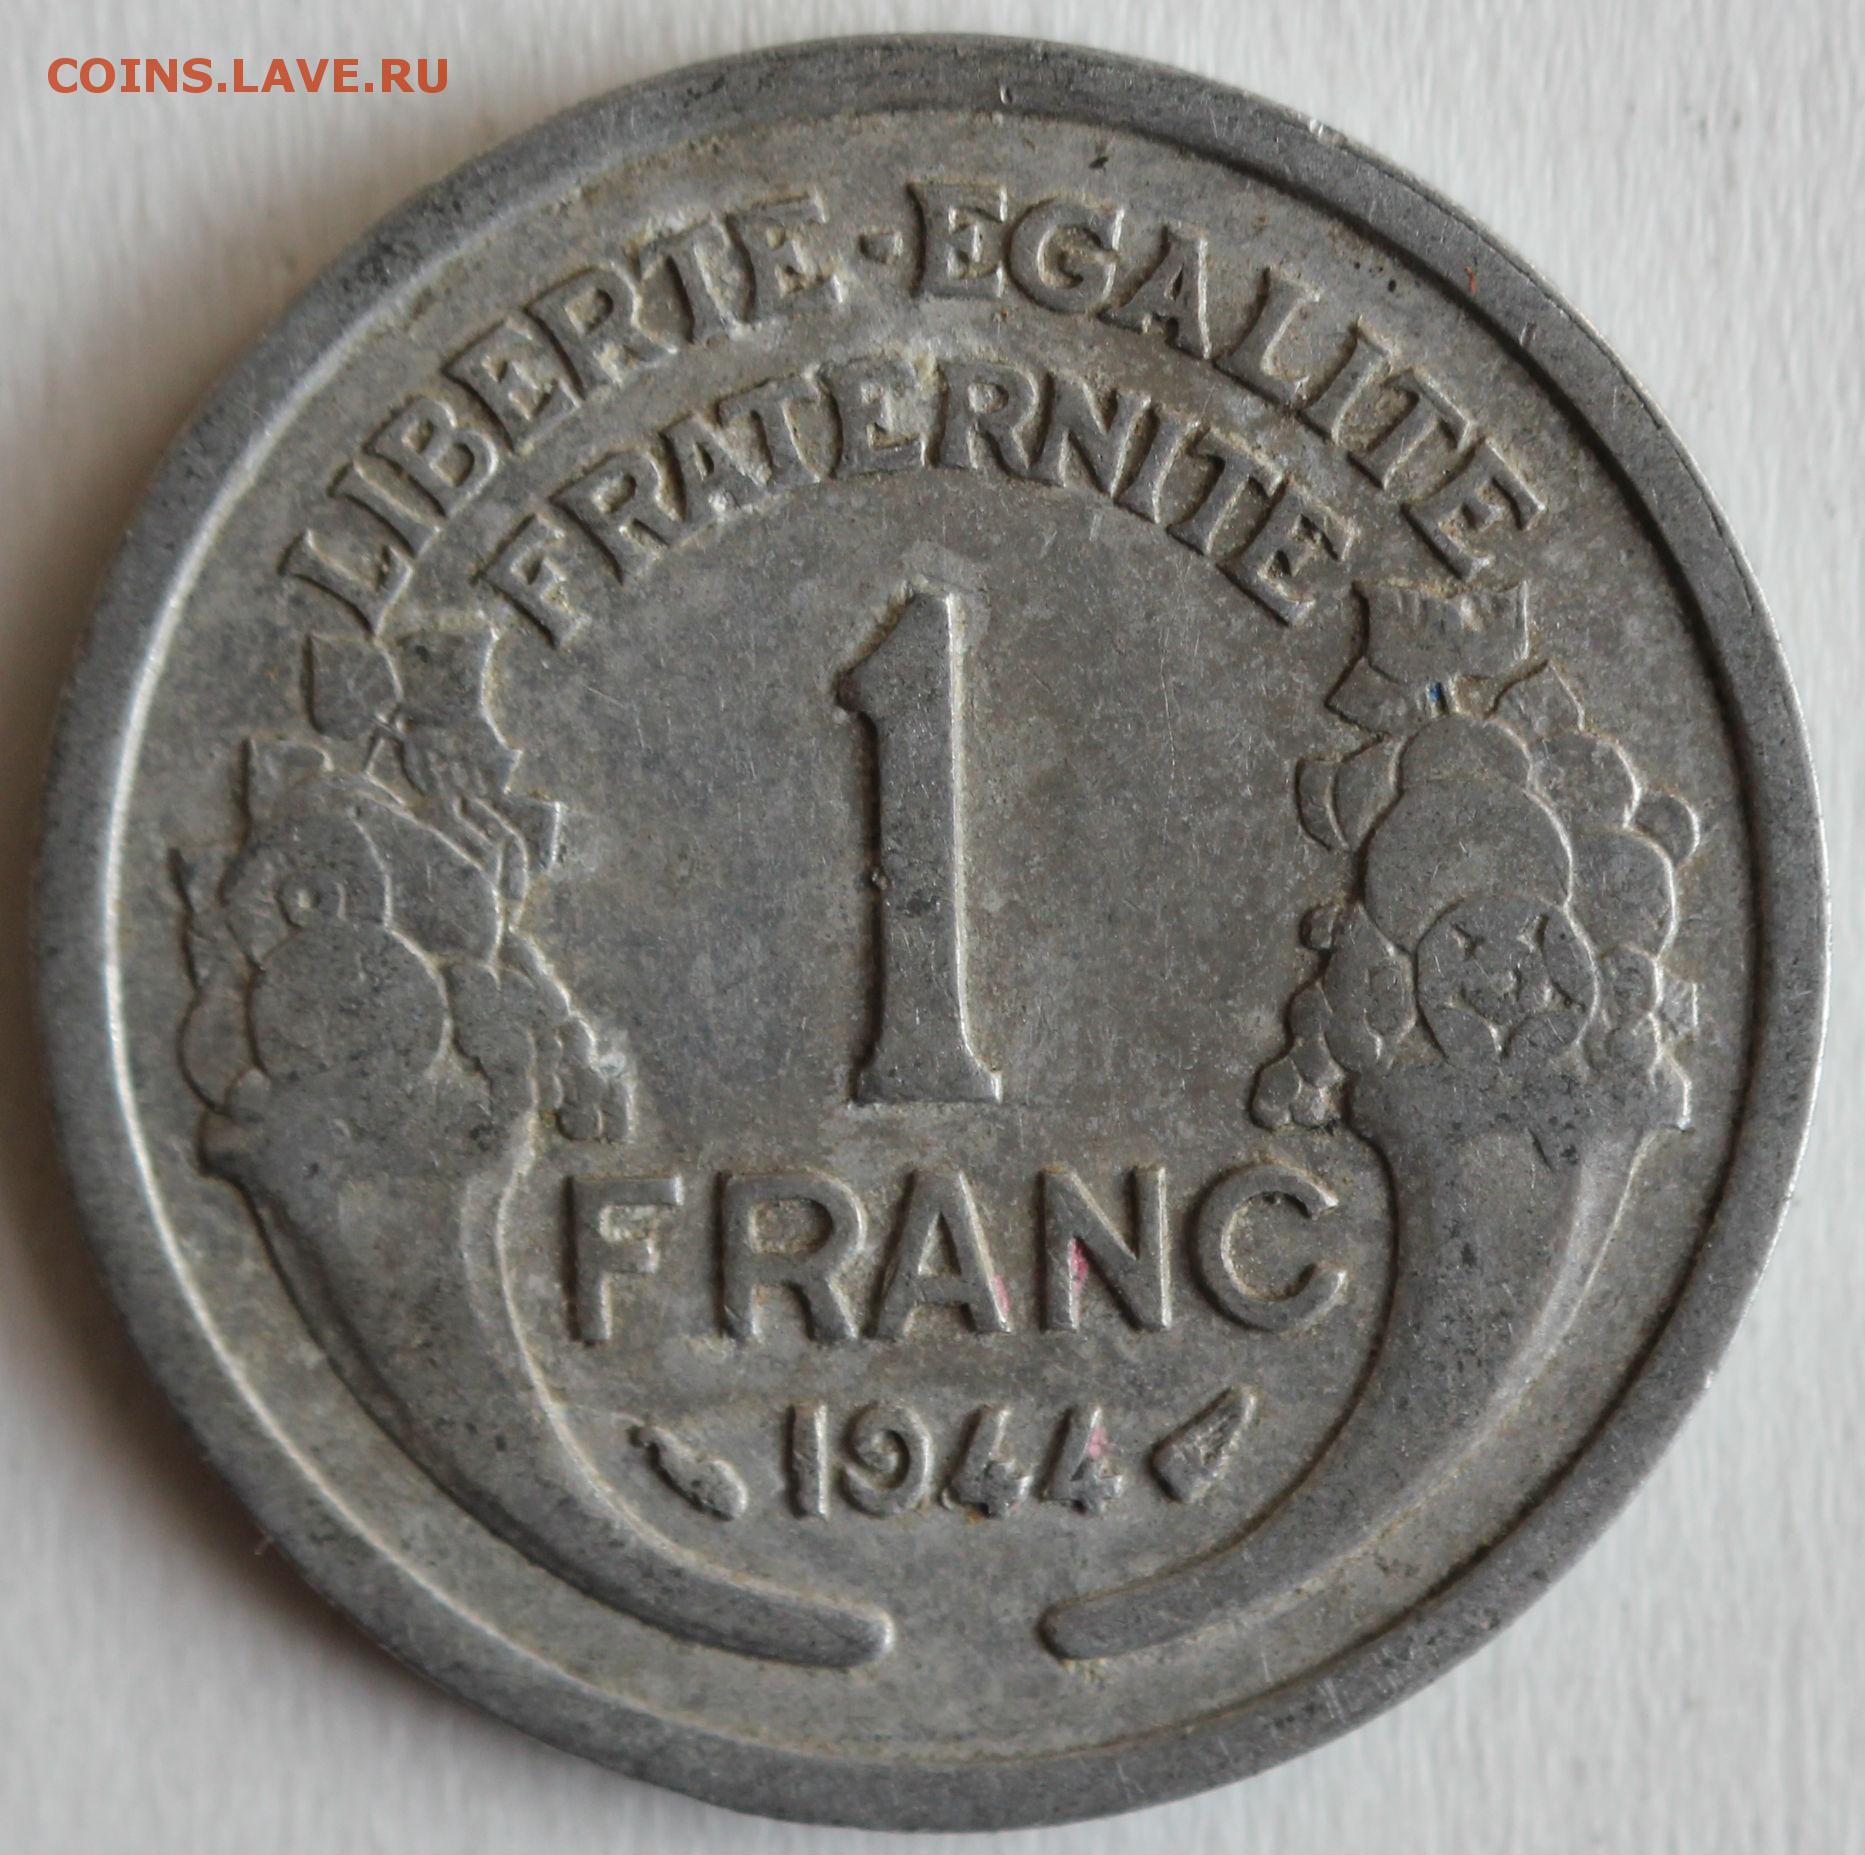 COINS.LAVE.RU
LIBERTE·EGALITE
FRATERNITE
1
FRANC
1944